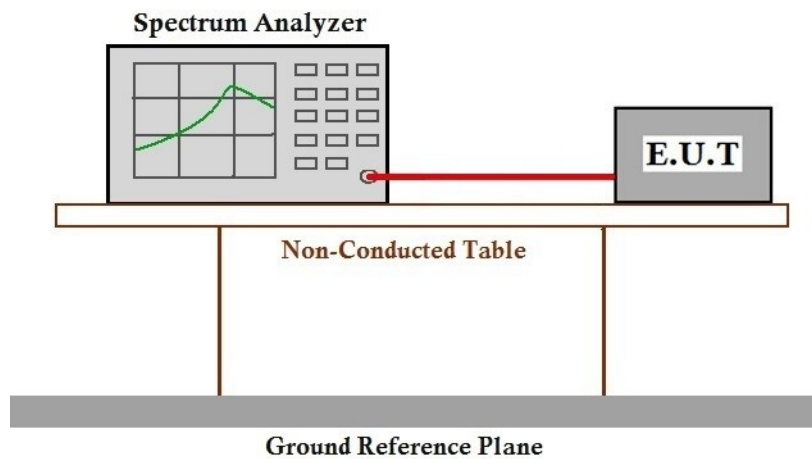 Spectrum Analyzer
E.U.T
Non-Conducted Table
Ground Reference Plane